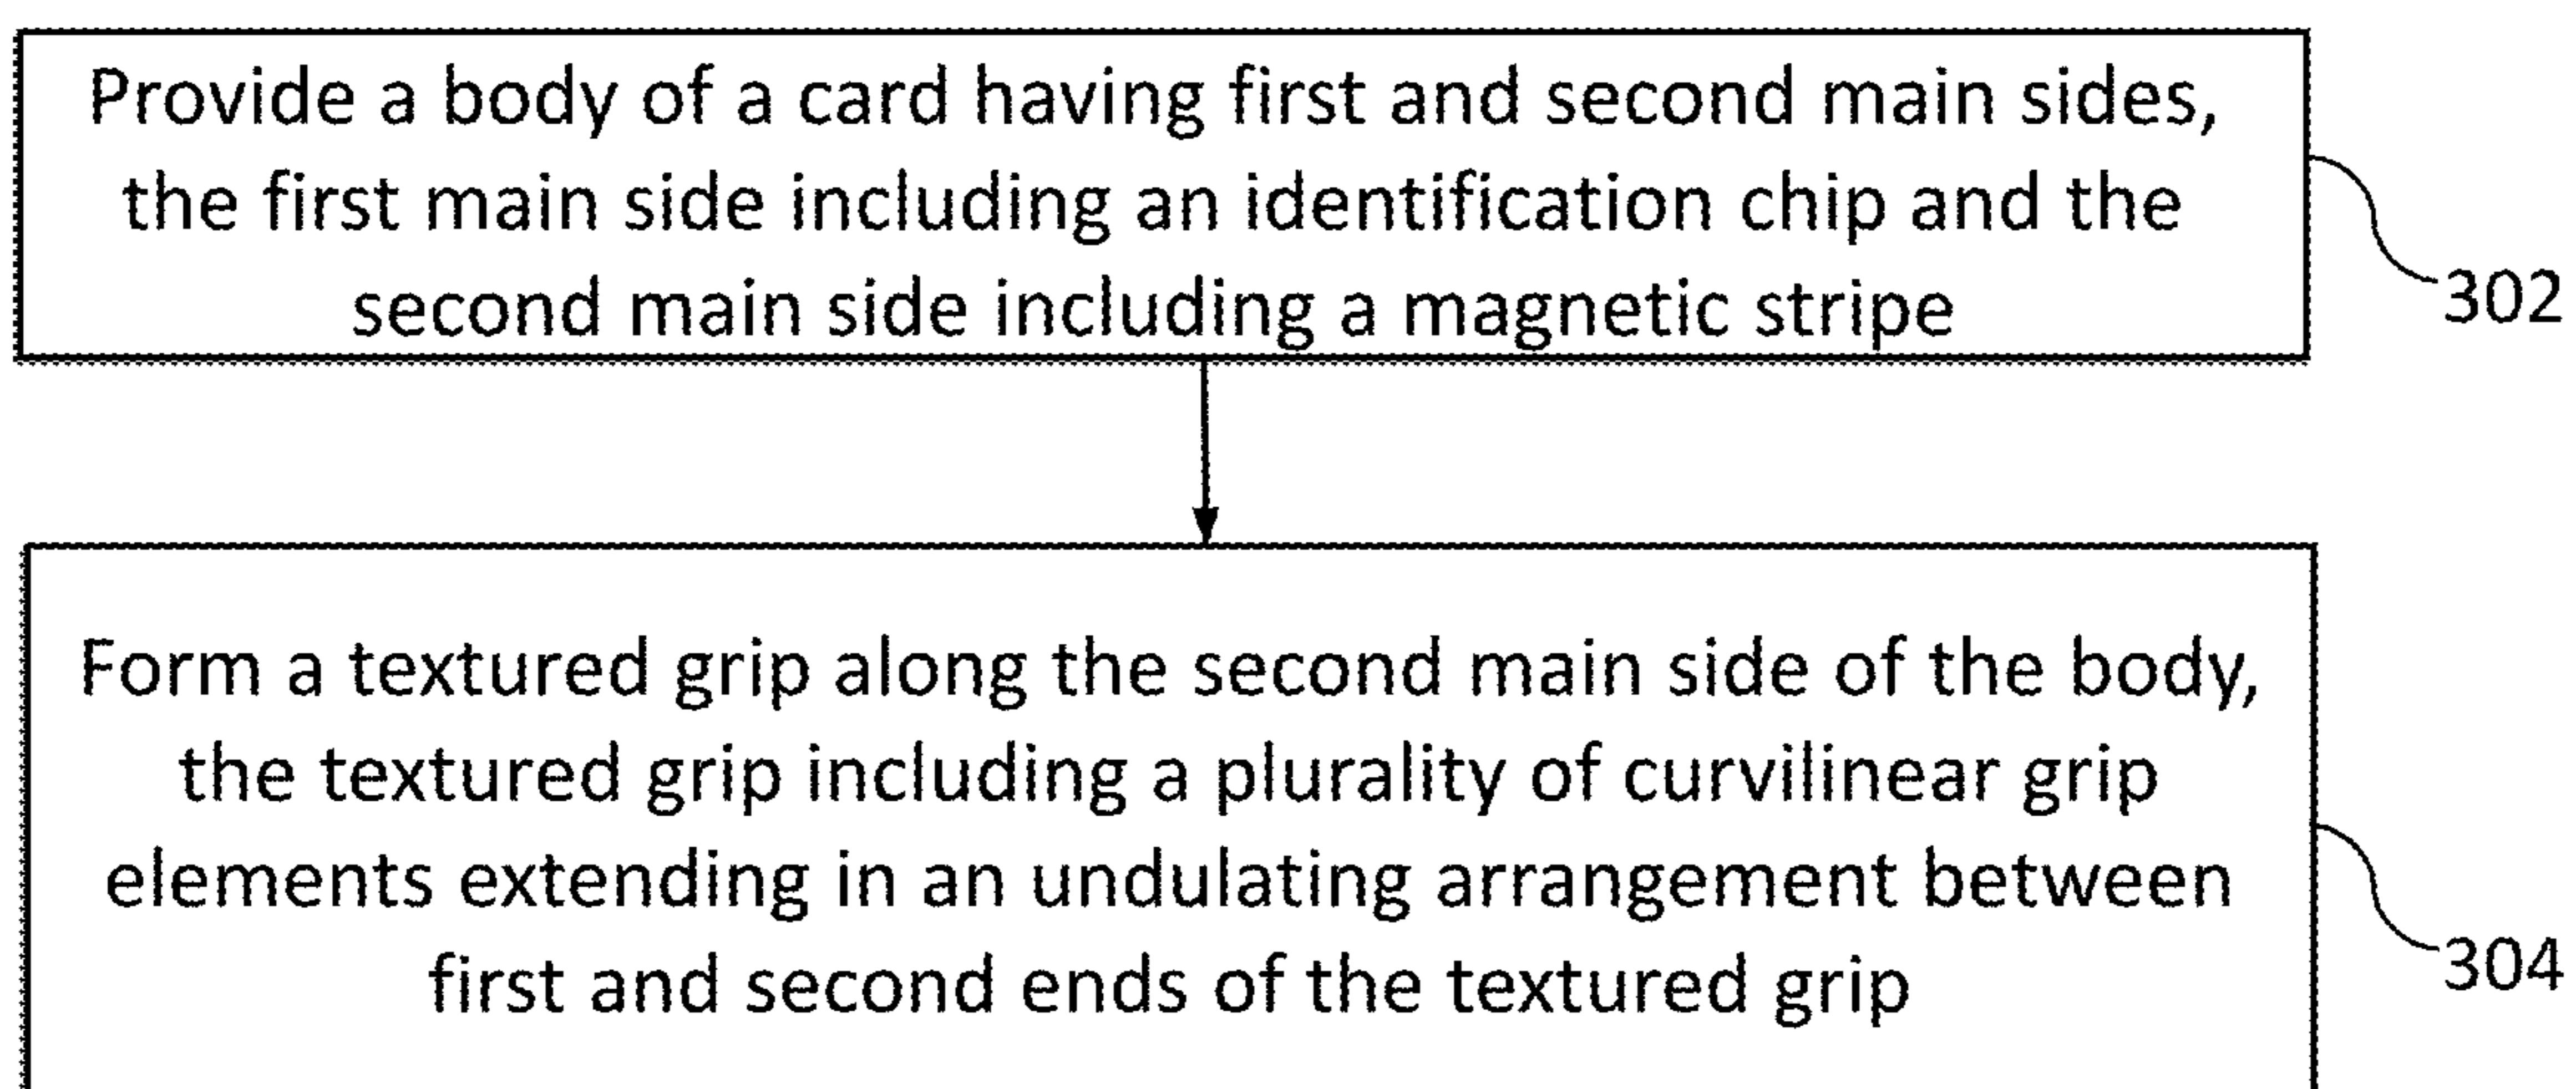 Provide a body of a card having first and second main sides,
the first main side including an identification chip and the
second main side including a magnetic stripe
302
Form a textured grip along the second main side of the body,
the textured grip including a plurality of curvilinear grip
elements extending in an undulating arrangement between
first and second ends of the textured grip
304